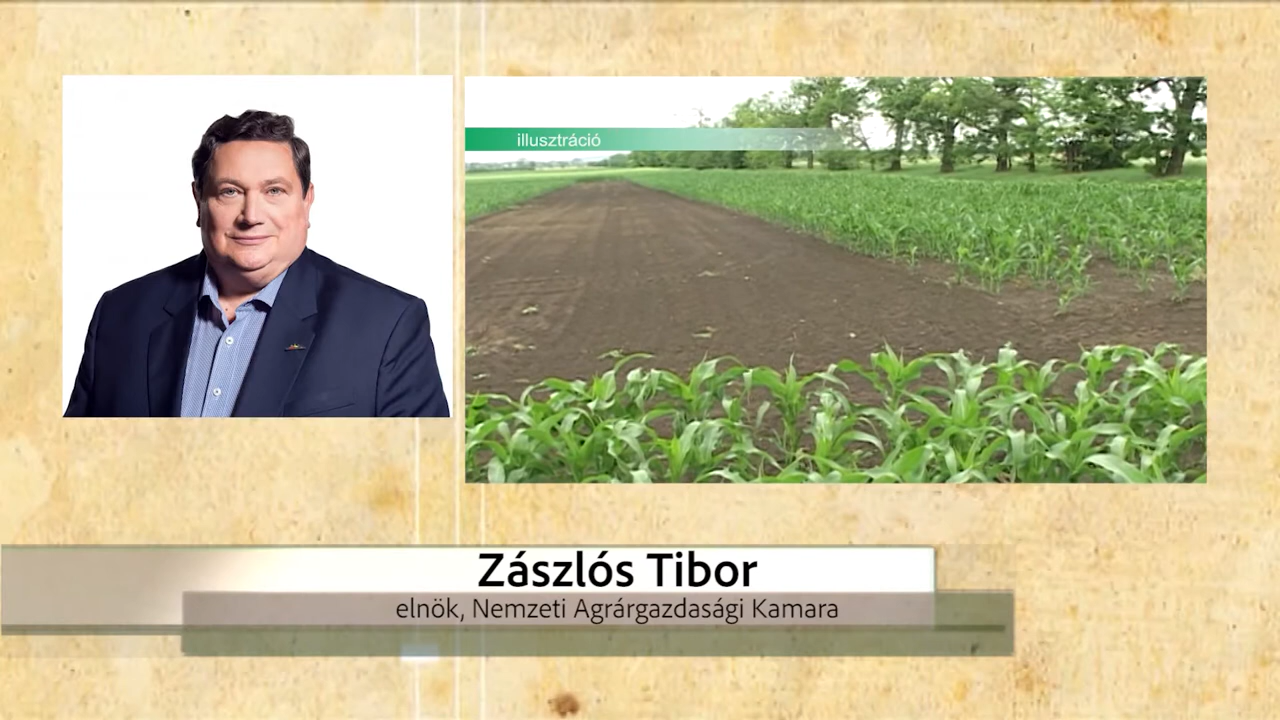 illusztráció
Zászlós Tibor
elnök, Nemzeti Agrárgazdasági Kamara